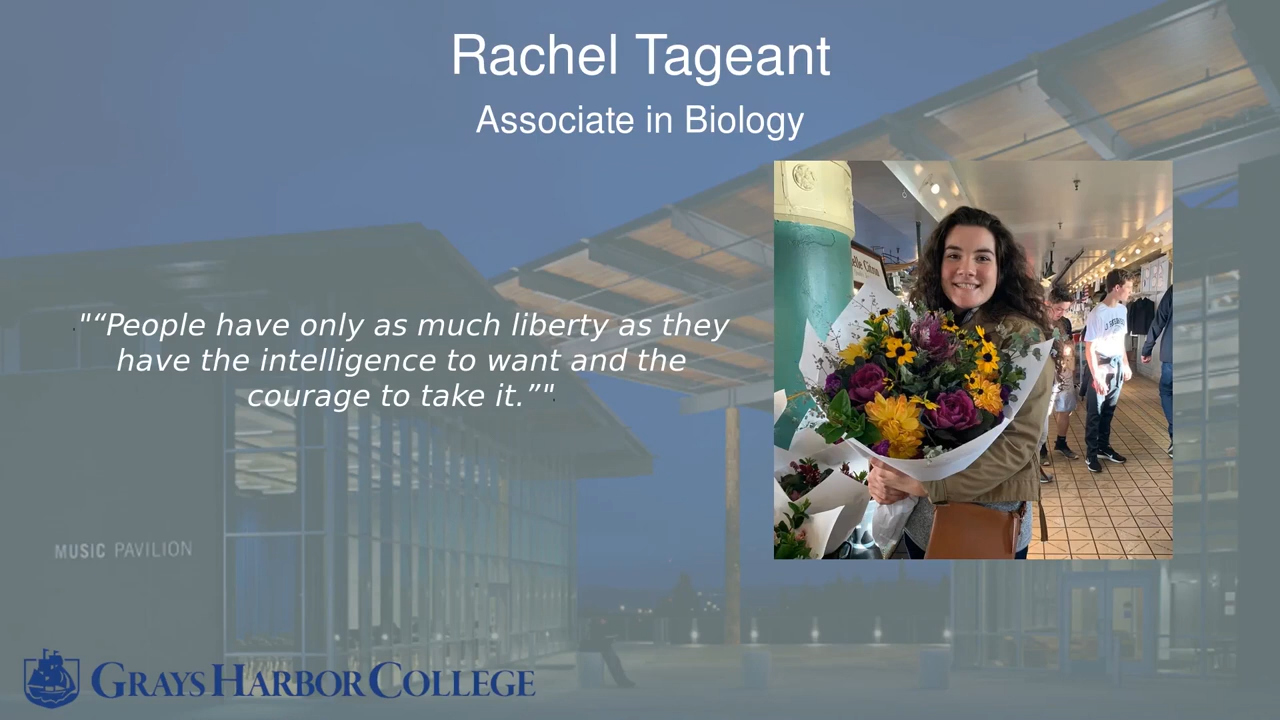 Rachel Tageant
Associate in Biology
"“People have only as much liberty as they
have the intelligence to want and the
courage to take it.”"
MUSIC PAVILION
GRAYS HARBOR COLLEGE